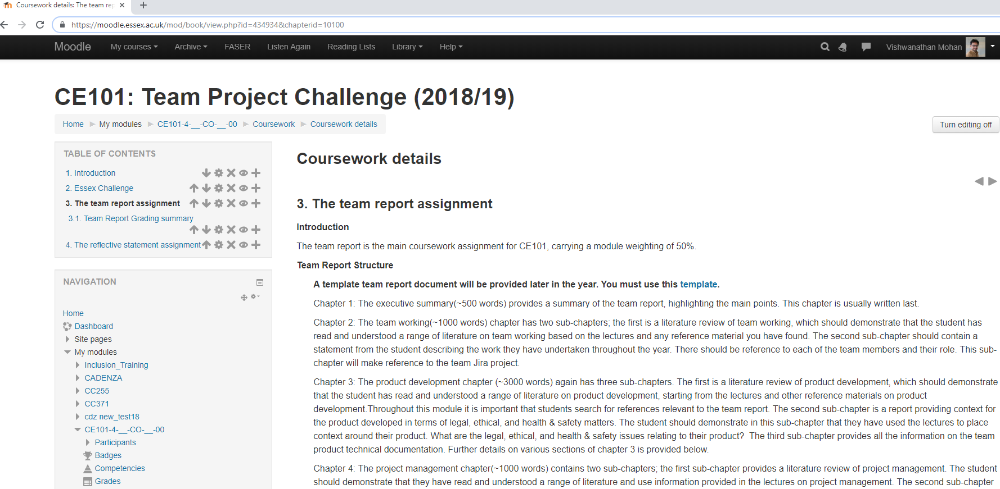 Coursework details: The team rep
https://moodle.essex.ac.uk/mod/book/view.php?id=434934&chapterid=10100
Moodle My courses Archive FASER Listen Again Reading Lists Library Help Vishwanathan Mohan
CE101: Team Project Challenge (2018/19)
Home My modules CE101-4-__-CO-__-00 Coursework Coursework details Turn editing off
TABLE OF CONTENTS
1. Introduction
2. Essex Challenge
3. The team report assignment
3.1. Team Report Grading summary
4. The reflective statement assignment
NAVIGATION
Home
Dashboard
Site pages
My modules
Inclusion_Training
CADENZA
CC255
CC371
cdz new_test18
CE101-4-__-CO-__-00
Participants
Badges
Competencies
Grades
Coursework details
3. The team report assignment
Introduction
The team report is the main coursework assignment for CE101, carrying a module weighting of 50%.
Team Report Structure
A template team report document will be provided later in the year. You must use this template.
Chapter 1: The executive summary(~500 words) provides a summary of the team report, highlighting the main points. This chapter is usually written last.
Chapter 2: The team working(~1000 words) chapter has two sub-chapters; the first is a literature review of team working, which should demonstrate that the student has
read and understood a range of literature on team working based on the lectures and any reference material you have found. The second sub-chapter should contain a
statement from the student describing the work they have undertaken throughout the year. There should be reference to each of the team members and their role. This sub-
chapter will make reference to the team Jira project.
Chapter 3: The product development chapter (~3000 words) again has three sub-chapters. The first is a literature review of product development, which should demonstrate
that the student has read and understood a range of literature on product development, starting from the lectures and other reference materials on product
development.Throughout this module it is important that students search for references relevant to the team report. The second sub-chapter is a report providing context for
the product developed in terms of legal, ethical, and health & safety matters. The student should demonstrate in this sub-chapter that they have used the lectures to place
context around their product. What are the legal, ethical, and health & safety issues relating to their product? The third sub-chapter provides all the information on the team
product technical documentation. Further details on various sections of chapter 3 is provided below.
Chapter 4: The project management chapter(~1000 words) contains two sub-chapters; the first sub-chapter provides a literature review of project management. The student
should demonstrate that they have read and understood a range of literature and use information provided in the lectures on project management. The second sub-chapter